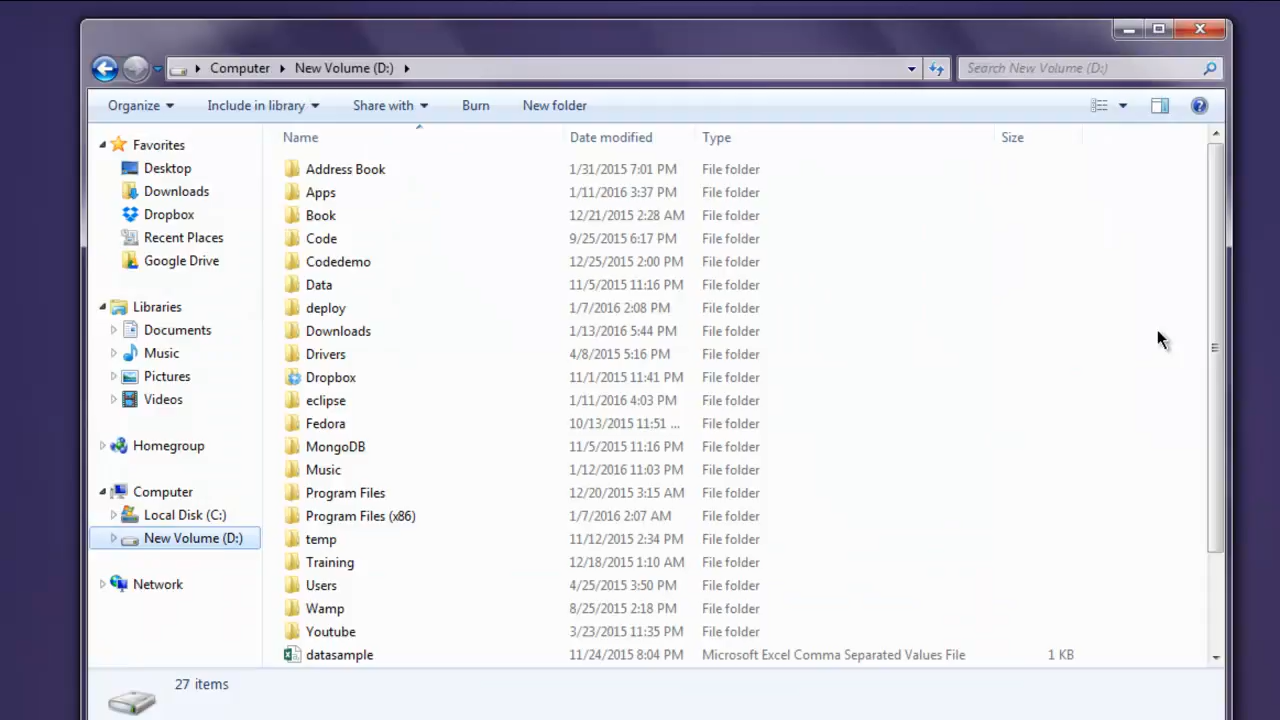 Computer New Volume (D:) Search New Volume (D:)
Organize Include in library Share with Burn New folder
Name Date modified Type Size
Favorites
Desktop
Downloads
Dropbox
Recent Places
Google Drive
Libraries
Documents
Music
Pictures
Videos
Homegroup
Computer
Local Disk (C:)
New Volume (D:)
Network
Address Book 1/31/2015 7:01 PM File folder
Apps 1/11/2016 3:37 PM File folder
Book 12/21/2015 2:28 AM File folder
Code 9/25/2015 6:17 PM File folder
Codedemo 12/25/2015 2:00 PM File folder
Data 11/5/2015 11:16 PM File folder
deploy 1/7/2016 2:08 PM File folder
Downloads 1/13/2016 5:44 PM File folder
Drivers 4/8/2015 5:16 PM File folder
Dropbox 11/1/2015 11:41 PM File folder
eclipse 1/11/2016 4:03 PM File folder
Fedora 10/13/2015 11:51 ... File folder
MongoDB 11/5/2015 11:16 PM File folder
Music 1/12/2016 11:03 PM File folder
Program Files 12/20/2015 3:15 AM File folder
Program Files (x86) 1/7/2016 2:07 AM File folder
temp 11/12/2015 2:34 PM File folder
Training 12/18/2015 1:10 AM File folder
Users 4/25/2015 3:50 PM File folder
Wamp 8/25/2015 2:18 PM File folder
Youtube 3/23/2015 11:35 PM File folder
datasample 11/24/2015 8:04 PM Microsoft Excel Comma Separated Values File 1 KB
27 items